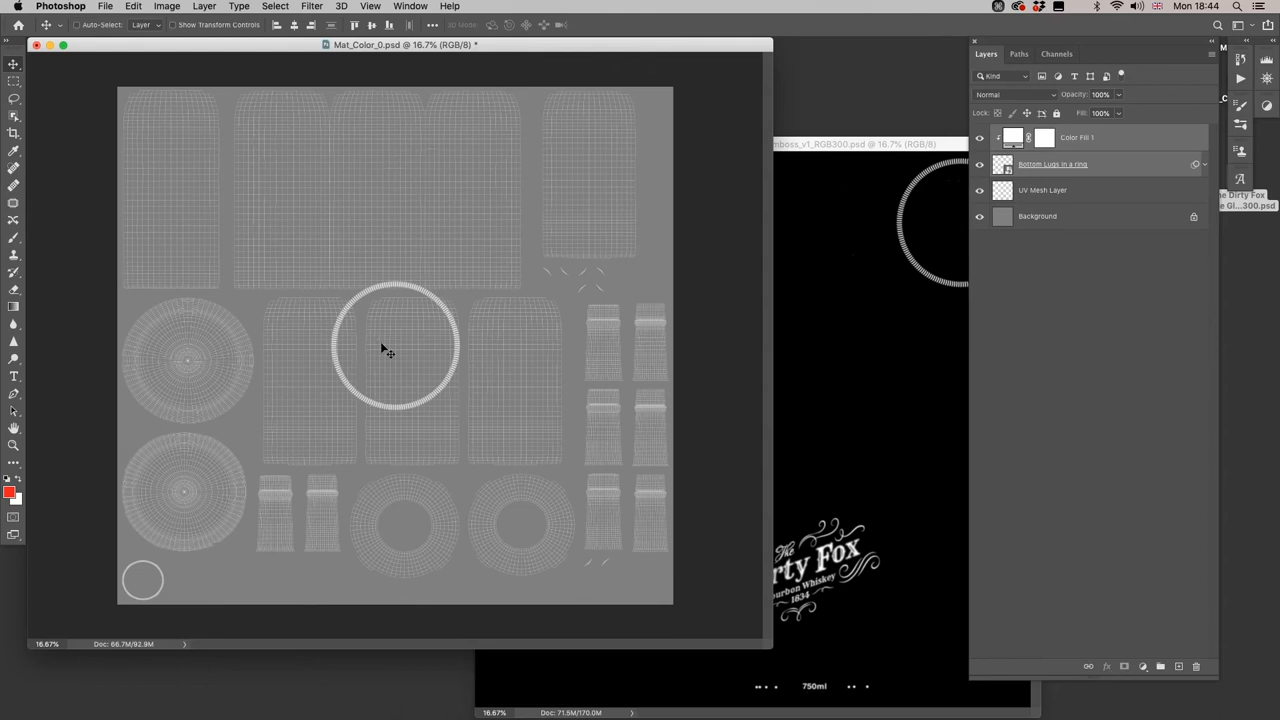 Photoshop File Edit Image Layer Type Select Filter 3D View Window Help
GB Mon 18:44
Auto-Select: Layer Show Transform Controls 3D Mode:
Mat_Color_0.psd @ 16.7% (RGB/8) *
Layers Paths Channels
Kind
Normal Opacity: 100%
Lock: Fill: 100%
Color Fill 1
mboss_v1_RGB300.psd @ 16.7% (RGB/8)
Bottom Lugs in a ring
UV Mesh Layer
he Dirty Fox
e Gl...300.psd
Background
The
rty Fox
urbon Whiskey
1834
16.67% Doc: 66.7M/92.9M
750ml
16.67% Doc: 71.5M/170.0M